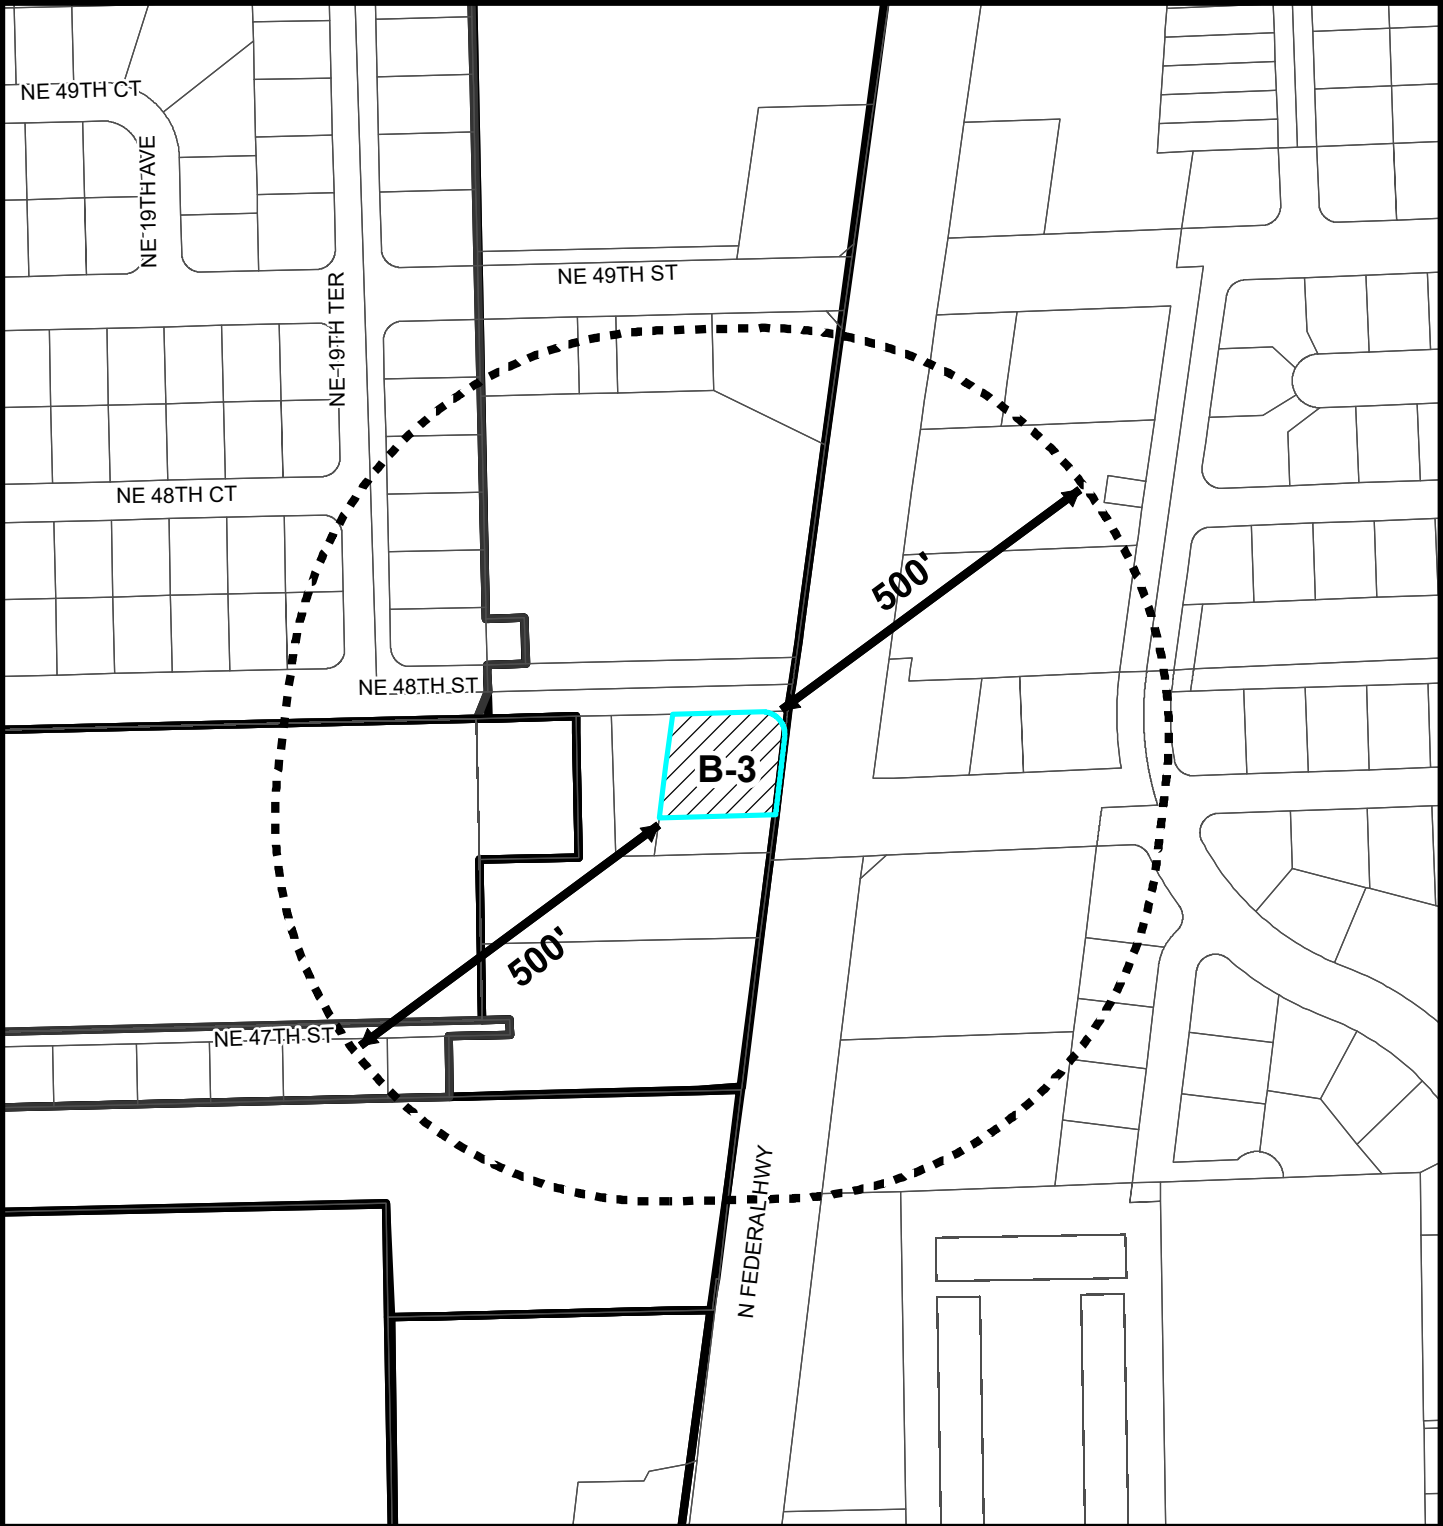 NE 49TH CT
NE 19TH AVE
NE 49TH ST
NE 19TH TER
NE 48TH CT
500'
NE 48TH ST
B-3
500'
NE 47TH ST
N FEDERAL HWY